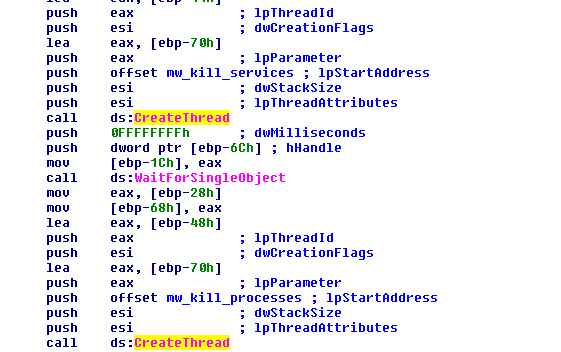 push    eax             ; lpThreadId
push    esi             ; dwCreationFlags
lea     eax, [ebp-70h]
push    eax             ; lpParameter
push    offset mw_kill_services ; lpStartAddress
push    esi             ; dwStackSize
push    esi             ; lpThreadAttributes
call    ds:CreateThread
push    0FFFFFFFFh      ; dwMilliseconds
push    dword ptr [ebp-6Ch] ; hHandle
mov     [ebp-1Ch], eax
call    ds:WaitForSingleObject
mov     eax, [ebp-28h]
mov     [ebp-68h], eax
lea     eax, [ebp-48h]
push    eax             ; lpThreadId
push    esi             ; dwCreationFlags
lea     eax, [ebp-70h]
push    eax             ; lpParameter
push    offset mw_kill_processes ; lpStartAddress
push    esi             ; dwStackSize
push    esi             ; lpThreadAttributes
call    ds:CreateThread